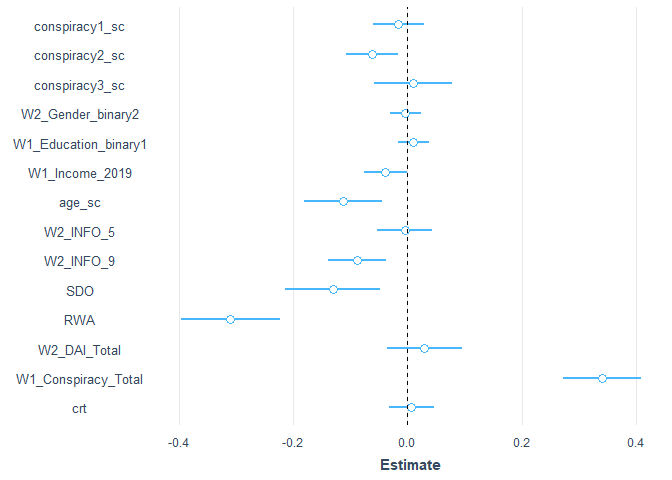 conspiracy1_sc
conspiracy2_sc
conspiracy3_sc
W2_Gender_binary2
W1_Education_binary1
W1_Income_2019
age_sc
W2_INFO_5
W2_INFO_9
SDO
RWA
W2_DAI_Total
W1_Conspiracy_Total
crt
-0.4 -0.2 0.0 0.2 0.4
Estimate